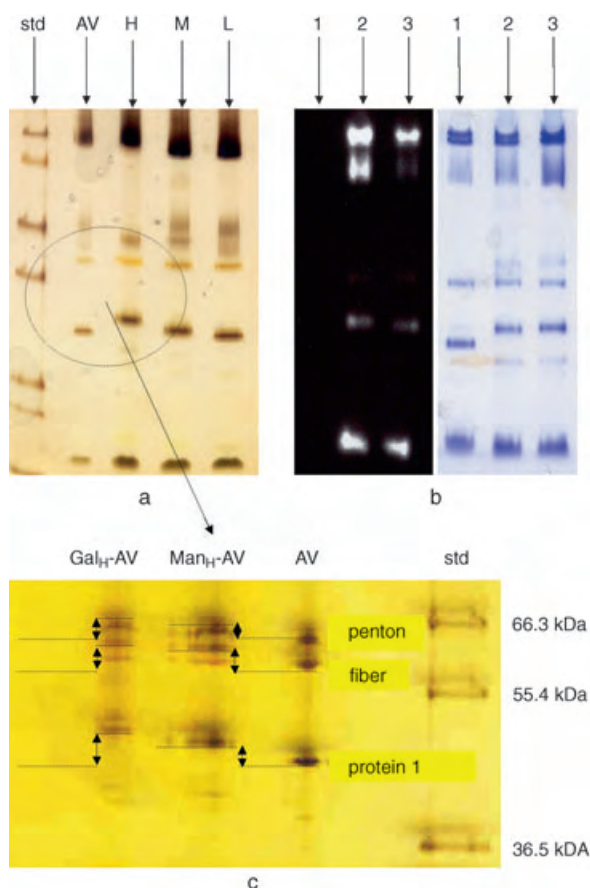 std AV H M L 1 2 3 1 2 3
a
b
GalH-AV ManH-AV AV std
penton
66.3 kDa
fiber
55.4 kDa
protein 1
36.5 kDA
c